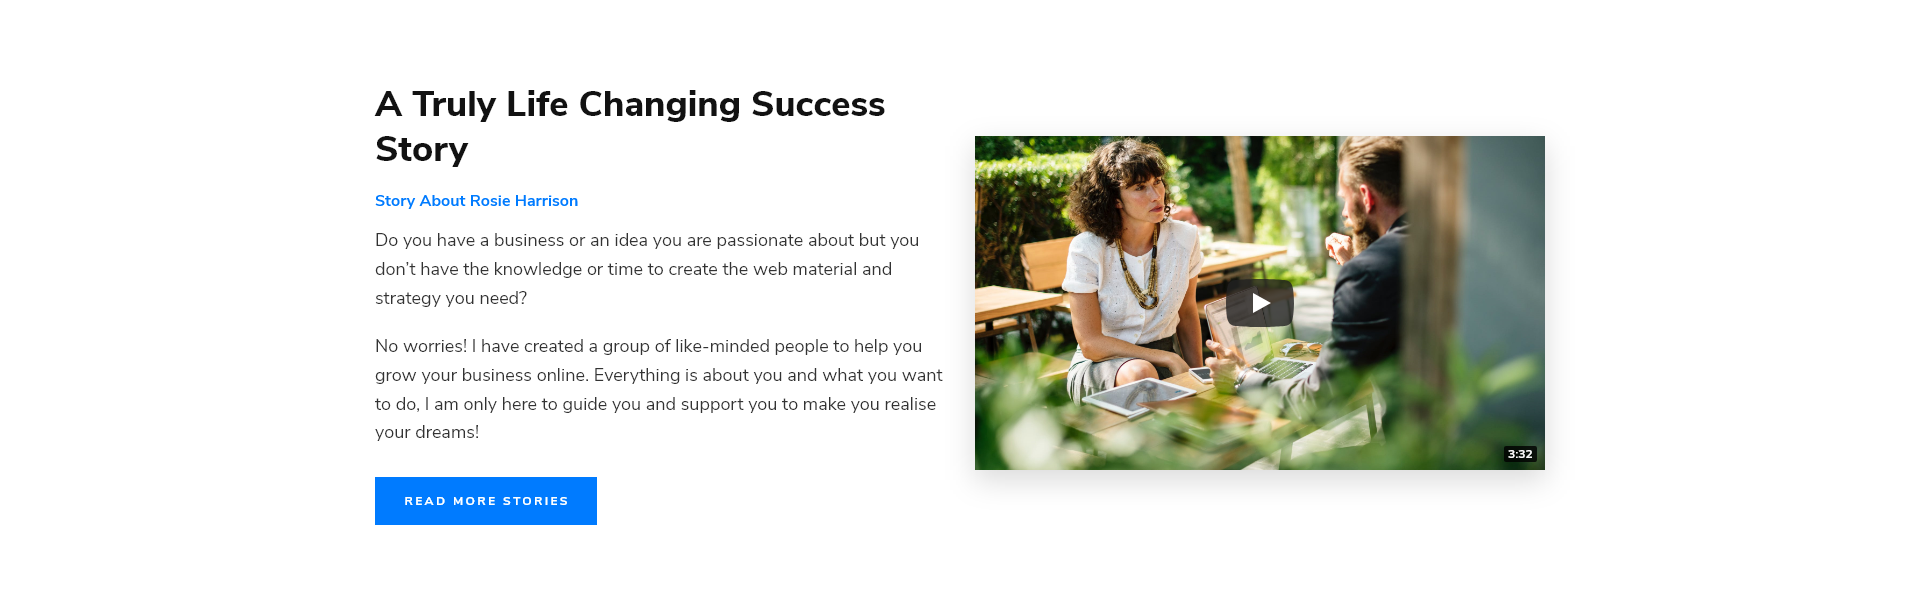 A Truly Life Changing Success
Story
Story About Rosie Harrison
Do you have a business or an idea you are passionate about but you
don’t have the knowledge or time to create the web material and
strategy you need?
No worries! I have created a group of like-minded people to help you
grow your business online. Everything is about you and what you want
to do, I am only here to guide you and support you to make you realise
your dreams!
READ MORE STORIES
3:32